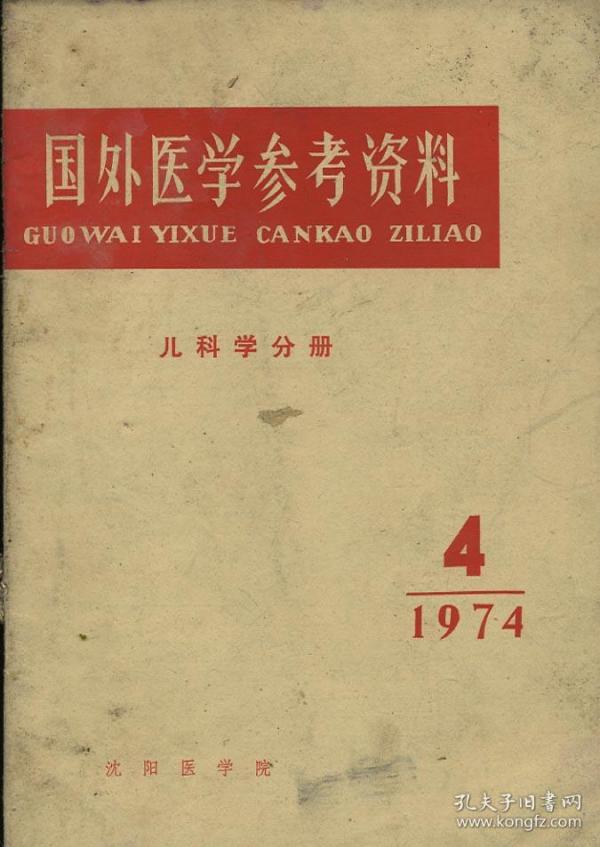 国外医学参考资料
GUOWAI YIXUE CANKAO ZILIAO
儿科学分册
4
1974
沈阳医学院
孔夫子旧书网
www.kongfz.com